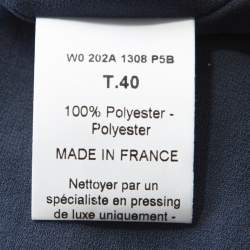 W0 202A 1308 P5B
T.40
100% Polyester -
Polyester
MADE IN FRANCE
Nettoyer par un
spécialiste en pressing
de luxe uniquement -